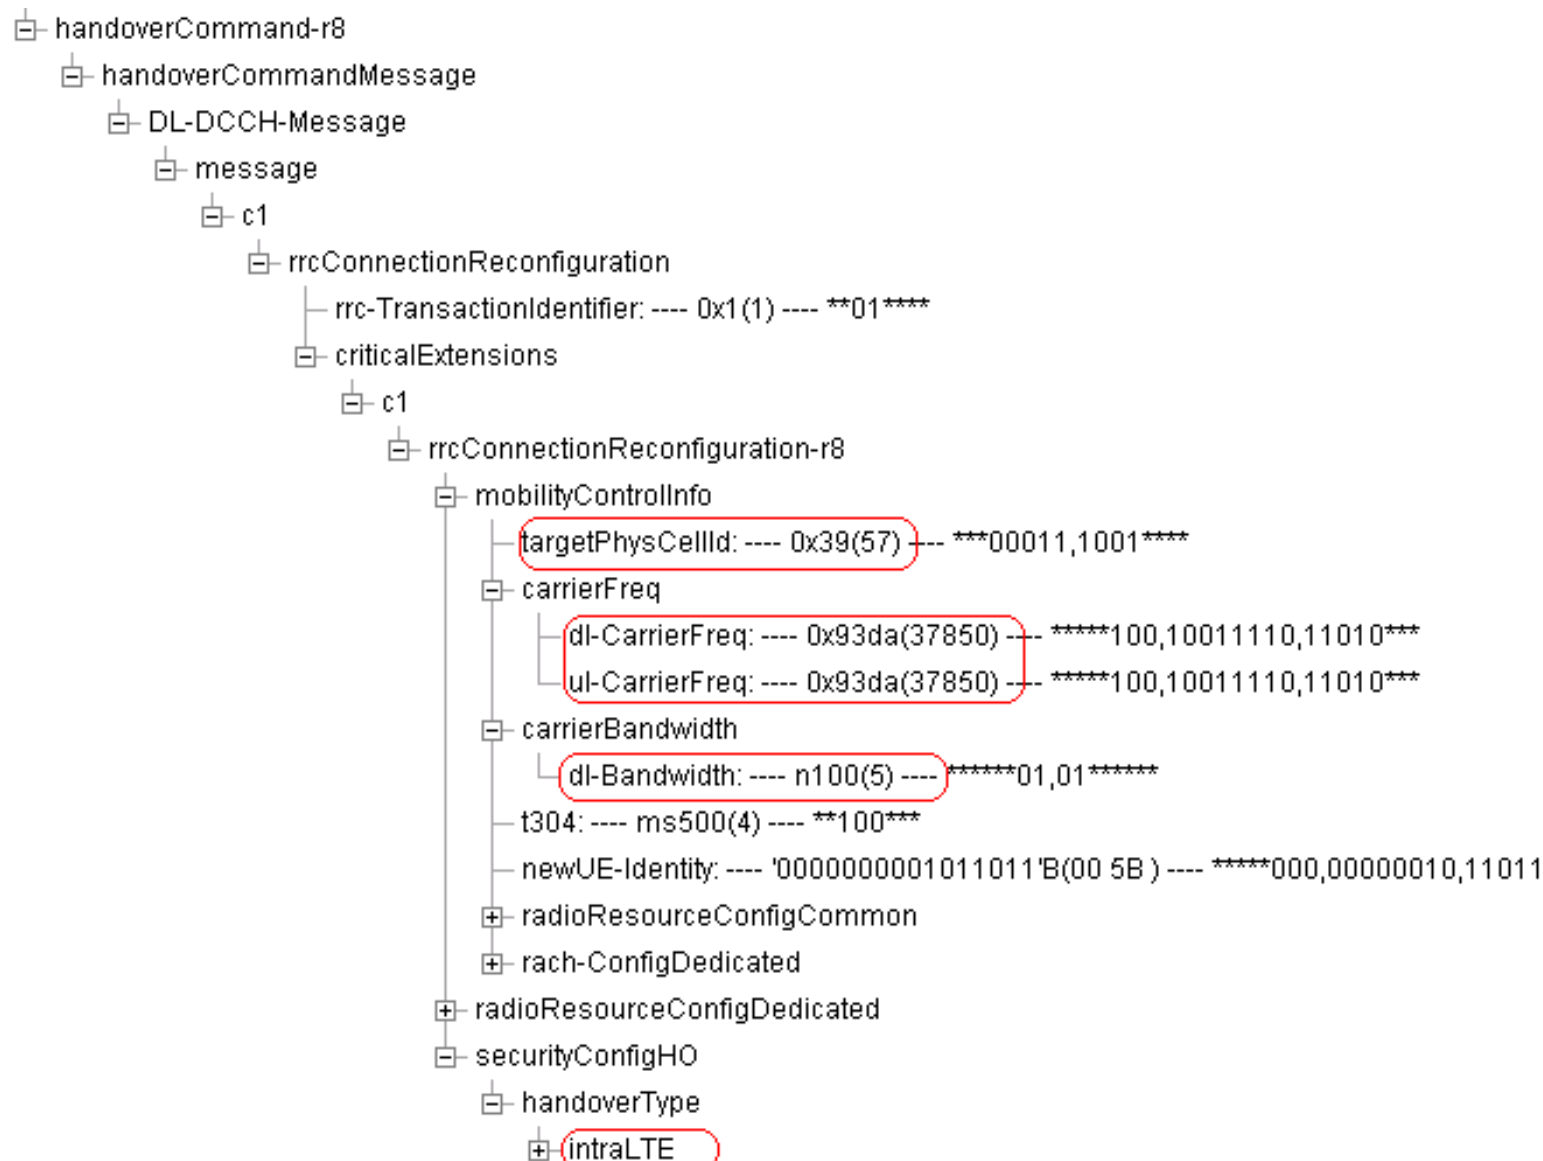 handoverCommand-r8
handoverCommandMessage
DL-DCCH-Message
message
c1
rrcConnectionReconfiguration
rrc-TransactionIdentifier: ---- 0x1(1) ---- **01****
criticalExtensions
c1
rrcConnectionReconfiguration-r8
mobilityControlInfo
targetPhysCellId: ---- 0x39(57) ---- ***00011,1001****
carrierFreq
dl-CarrierFreq: ---- 0x93da(37850) ---- *****100,10011110,11010***
ul-CarrierFreq: ---- 0x93da(37850) ---- *****100,10011110,11010***
carrierBandwidth
dl-Bandwidth: ---- n100(5) ---- ******01,01******
t304: ---- ms500(4) ---- **100***
newUE-Identity: ---- '0000000001011011'B(00 5B ) ---- *****000,00000010,11011
radioResourceConfigCommon
rach-ConfigDedicated
radioResourceConfigDedicated
securityConfigHO
handoverType
intraLTE